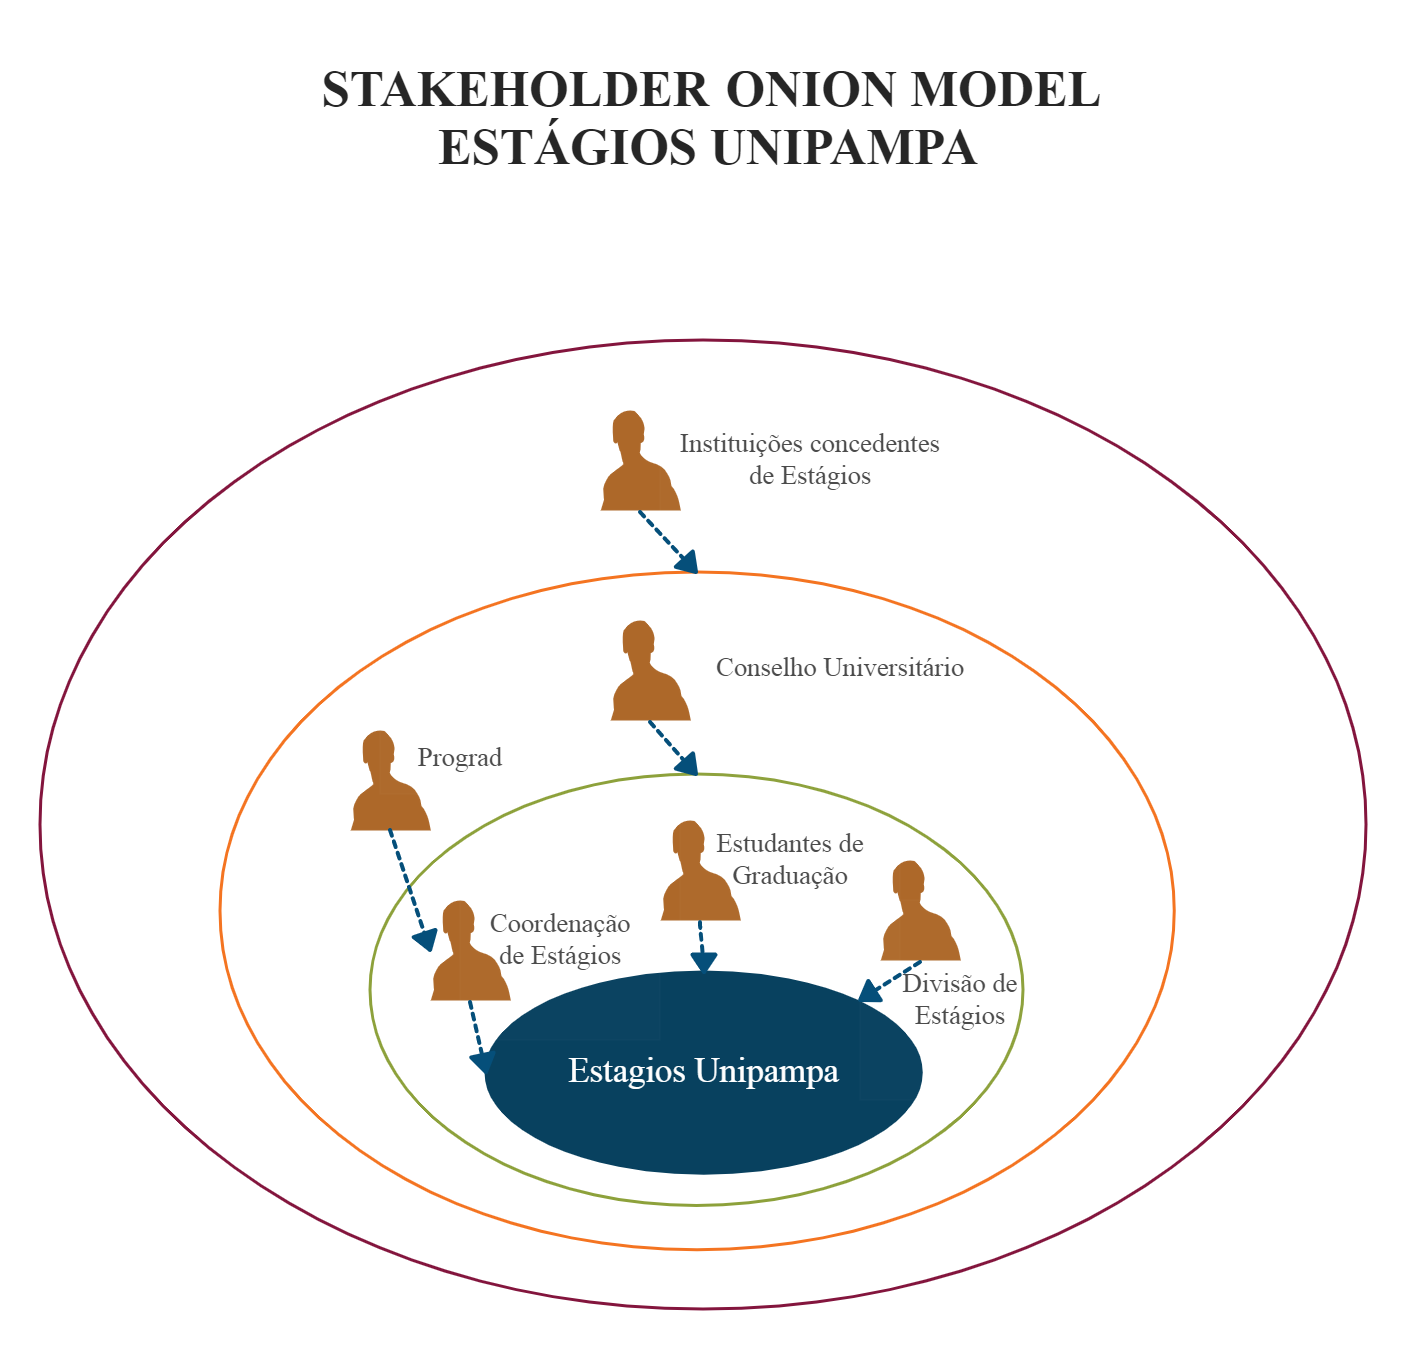 STAKEHOLDER ONION MODEL
ESTÁGIOS UNIPAMPA
Instituições concedentes
de Estágios
Conselho Universitário
Prograd
Estudantes de
Graduação
Coordenação
de Estágios
Divisão de
Estágios
Estagios Unipampa